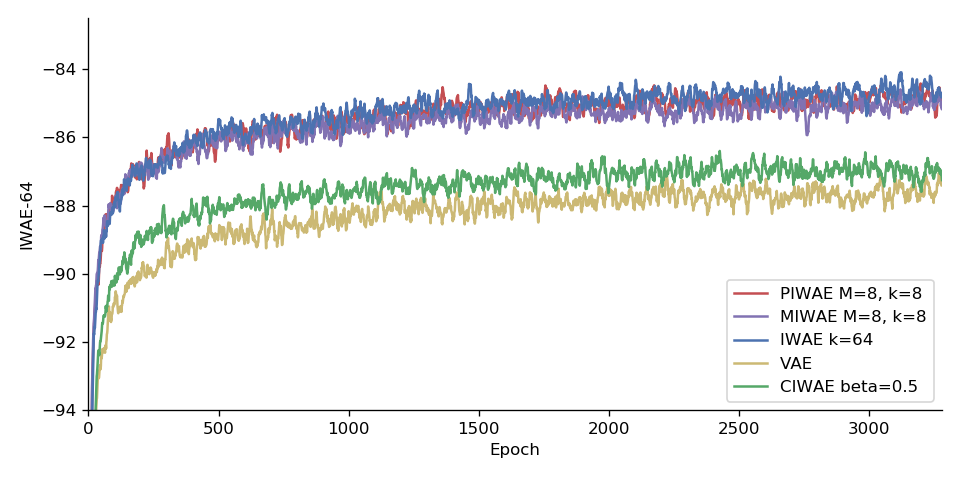 −84
−86
−88
−90
−92
−94
IWAE-64
0 500 1000 1500 2000 2500 3000
Epoch
PIWAE M=8, k=8
MIWAE M=8, k=8
IWAE k=64
VAE
CIWAE beta=0.5